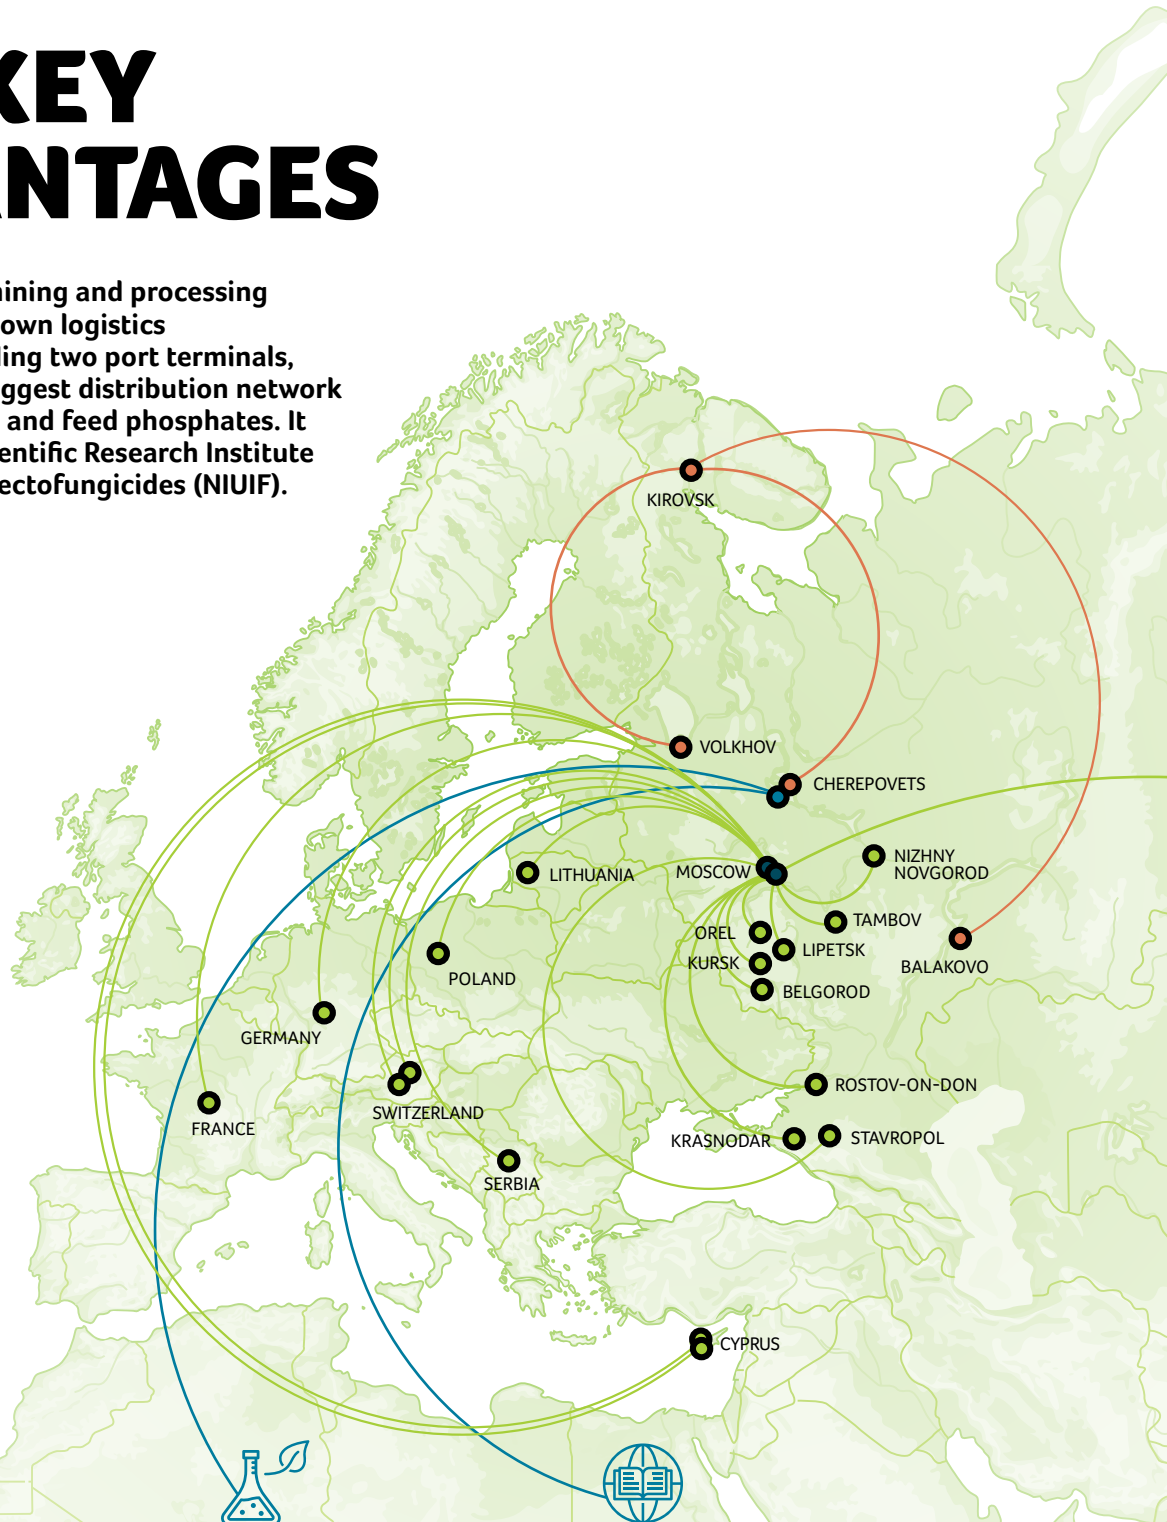 KEY
NTAGES
ining and processing
own logistics
ing two port terminals,
ggest distribution network
and feed phosphates. It
entific Research Institute
ectofungicides (NIUIF).
KIROVSK
VOLKHOV
CHEREPOVETS
NIZHNY
NOVGOROD
MOSCOW
LITHUANIA
TAMBOV
OREL
LIPETSK
KURSK
BALAKOVO
POLAND
BELGOROD
GERMANY
ROSTOV-ON-DON
SWITZERLAND
FRANCE
KRASNODAR
STAVROPOL
SERBIA
CYPRUS